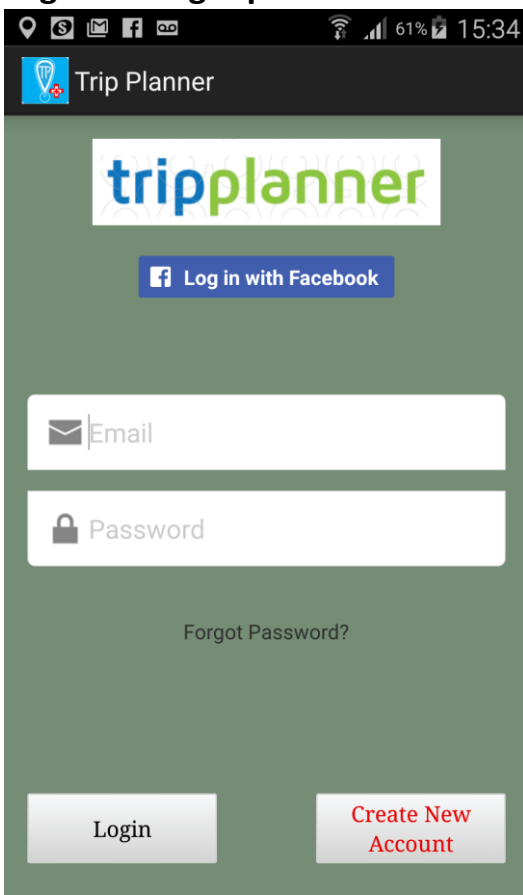 61% 15:34
Trip Planner
tripplanner
Log in with Facebook
Email
Password
Forgot Password?
Login
Create New
Account